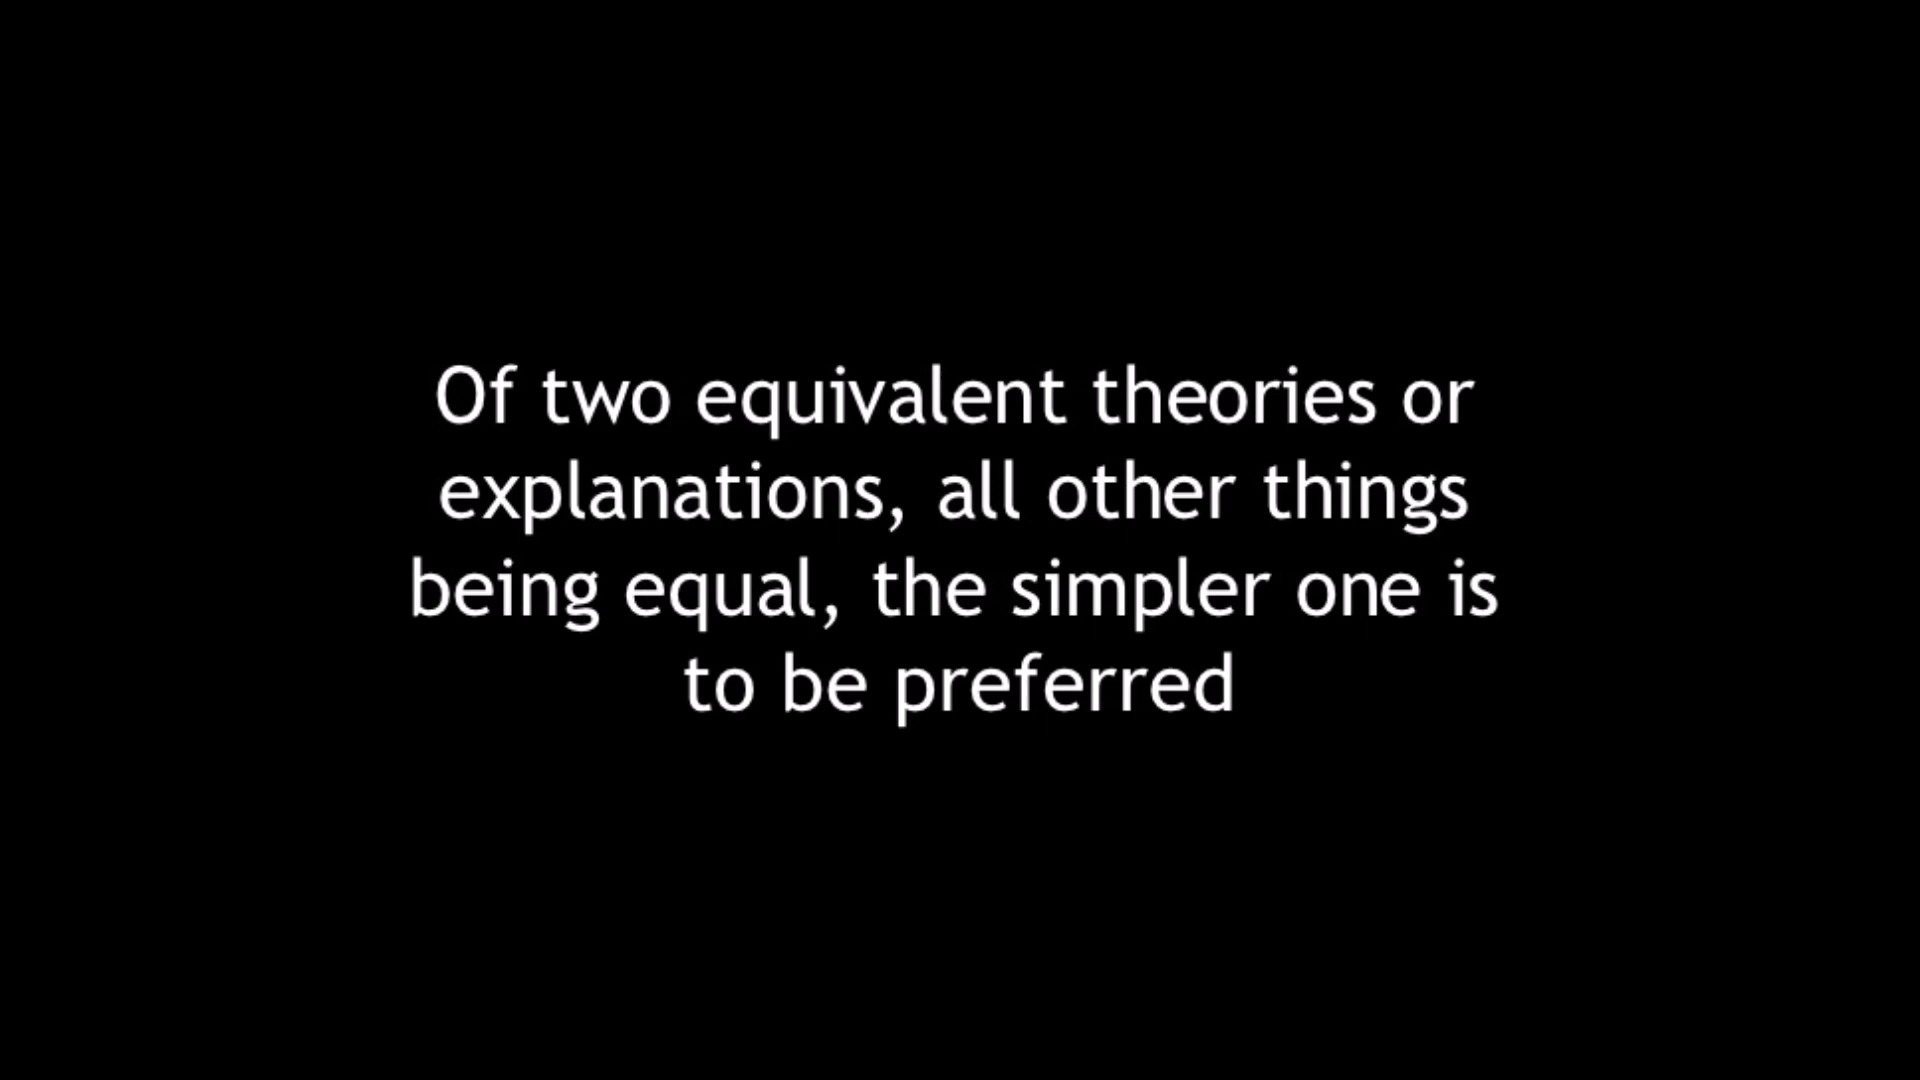 Of two equivalent theories or
explanations, all other things
being equal, the simpler one is
to be preferred